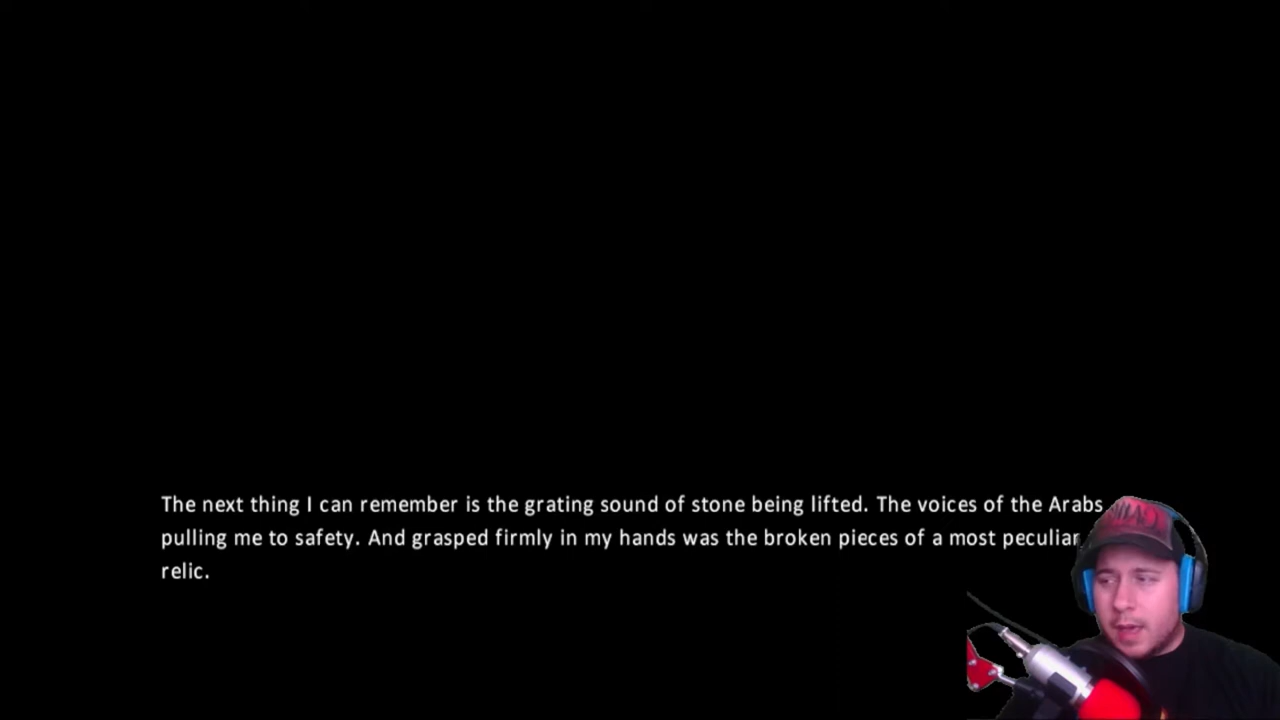 The next thing I can remember is the grating sound of stone being lifted. The voices of the Arabs
pulling me to safety. And grasped firmly in my hands was the broken pieces of a most peculiar
relic.